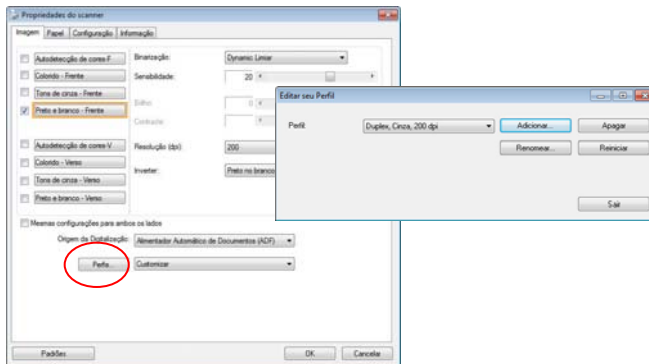 Propriedades do scanner
Imagem Papel Configuração Informação
Autodetecção de cores-F
Binarização:
Dynamic Limiar
Colorido - Frente
Sensibilidade:
20
Tons de cinza - Frente
Brilho:
0
Preto e branco - Frente
Contraste:
Autodetecção de cores-V
Resolução (dpi):
200
Colorido - Verso
Inverter:
Preto no branco
Tons de cinza - Verso
Preto e branco - Verso
Mesmas configurações para ambos os lados
Origem da Digitalização:
Alimentador Automático de Documentos (ADF)
Perfis...
Customizar
Padrões
OK
Cancelar
Editar seu Perfil
Perfil
Duplex, Cinza, 200 dpi
Adicionar...
Apagar
Renomear...
Reiniciar
Sair